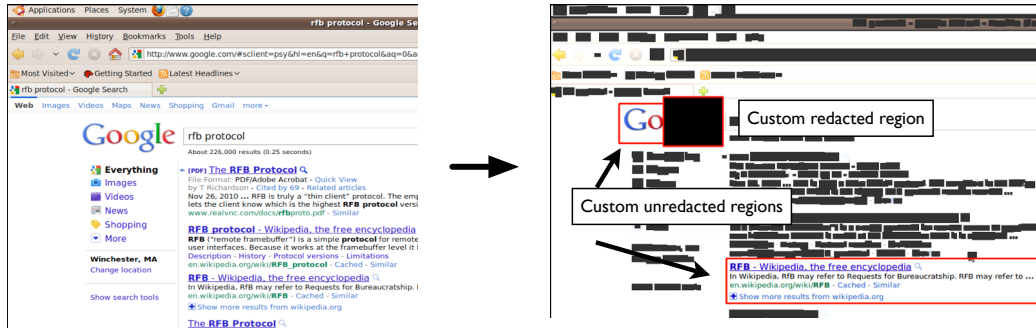 Applications Places System
rfb protocol - Google Se
File Edit View History Bookmarks Tools Help
http://www.google.com/#sclient=psy&hl=en&q=rfb+protocol&aq=0&a
Most Visited Getting Started Latest Headlines
rfb protocol - Google Search
Web Images Videos Maps News Shopping Gmail more
Google
rfb protocol
About 226,000 results (0.25 seconds)
Everything
Images
Videos
News
Shopping
More
Winchester, MA
Change location
Show search tools
[PDF] The RFB Protocol
File Format: PDF/Adobe Acrobat - Quick View
by T Richardson - Cited by 69 - Related articles
Nov 26, 2010 ... RFB is truly a “thin client” protocol. The emp
lets the client know which is the highest RFB protocol versi
www.realvnc.com/docs/rfbproto.pdf - Similar
RFB protocol - Wikipedia, the free encyclopedia
RFB (“remote framebuffer”) is a simple protocol for remote
user interfaces. Because it works at the framebuffer level it i
Description - History - Protocol versions - Limitations
en.wikipedia.org/wiki/RFB_protocol - Cached - Similar
RFB - Wikipedia, the free encyclopedia
In Wikipedia, RfB may refer to Requests for Bureaucratship.
en.wikipedia.org/wiki/RFB - Cached - Similar
Show more results from wikipedia.org
The RFB Protocol
Go
Custom redacted region
Custom unredacted regions
RFB - Wikipedia, the free encyclopedia
In Wikipedia, RfB may refer to Requests for Bureaucratship. RFB may refer to ...
en.wikipedia.org/wiki/RFB - Cached - Similar
Show more results from wikipedia.org